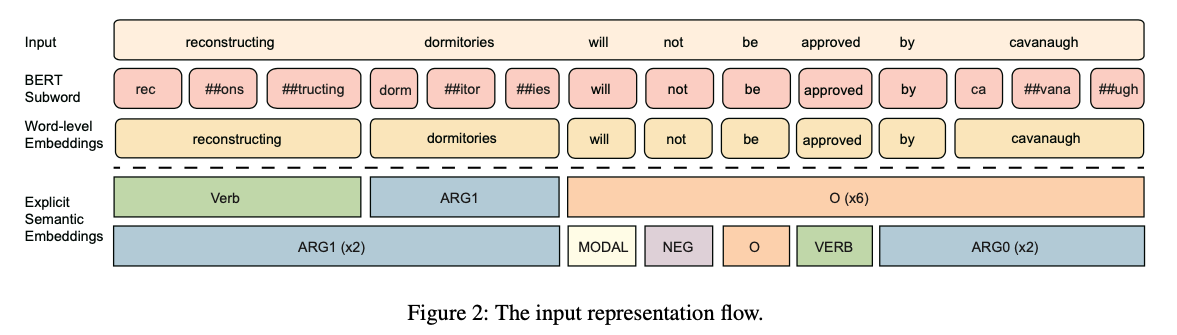 Input reconstructing dormitories will not be approved by cavanaugh
BERT
Subword
rec ##ons ##tructing dorm ##itor ##ies will not be approved by ca ##vana ##ugh
Word-level
Embeddings
reconstructing dormitories will not be approved by cavanaugh
Explicit
Semantic
Embeddings
Verb ARG1 O (x6)
ARG1 (x2) MODAL NEG O VERB ARG0 (x2)
Figure 2: The input representation flow.